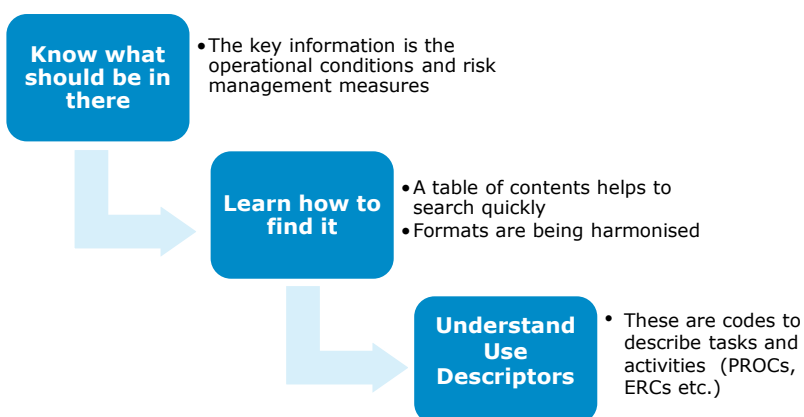 Know what
should be in
there
•The key information is the
operational conditions and risk
management measures
Learn how to
find it
•A table of contents helps to
search quickly
•Formats are being harmonised
Understand
Use
Descriptors
• These are codes to
describe tasks and
activities (PROCs,
ERCs etc.)